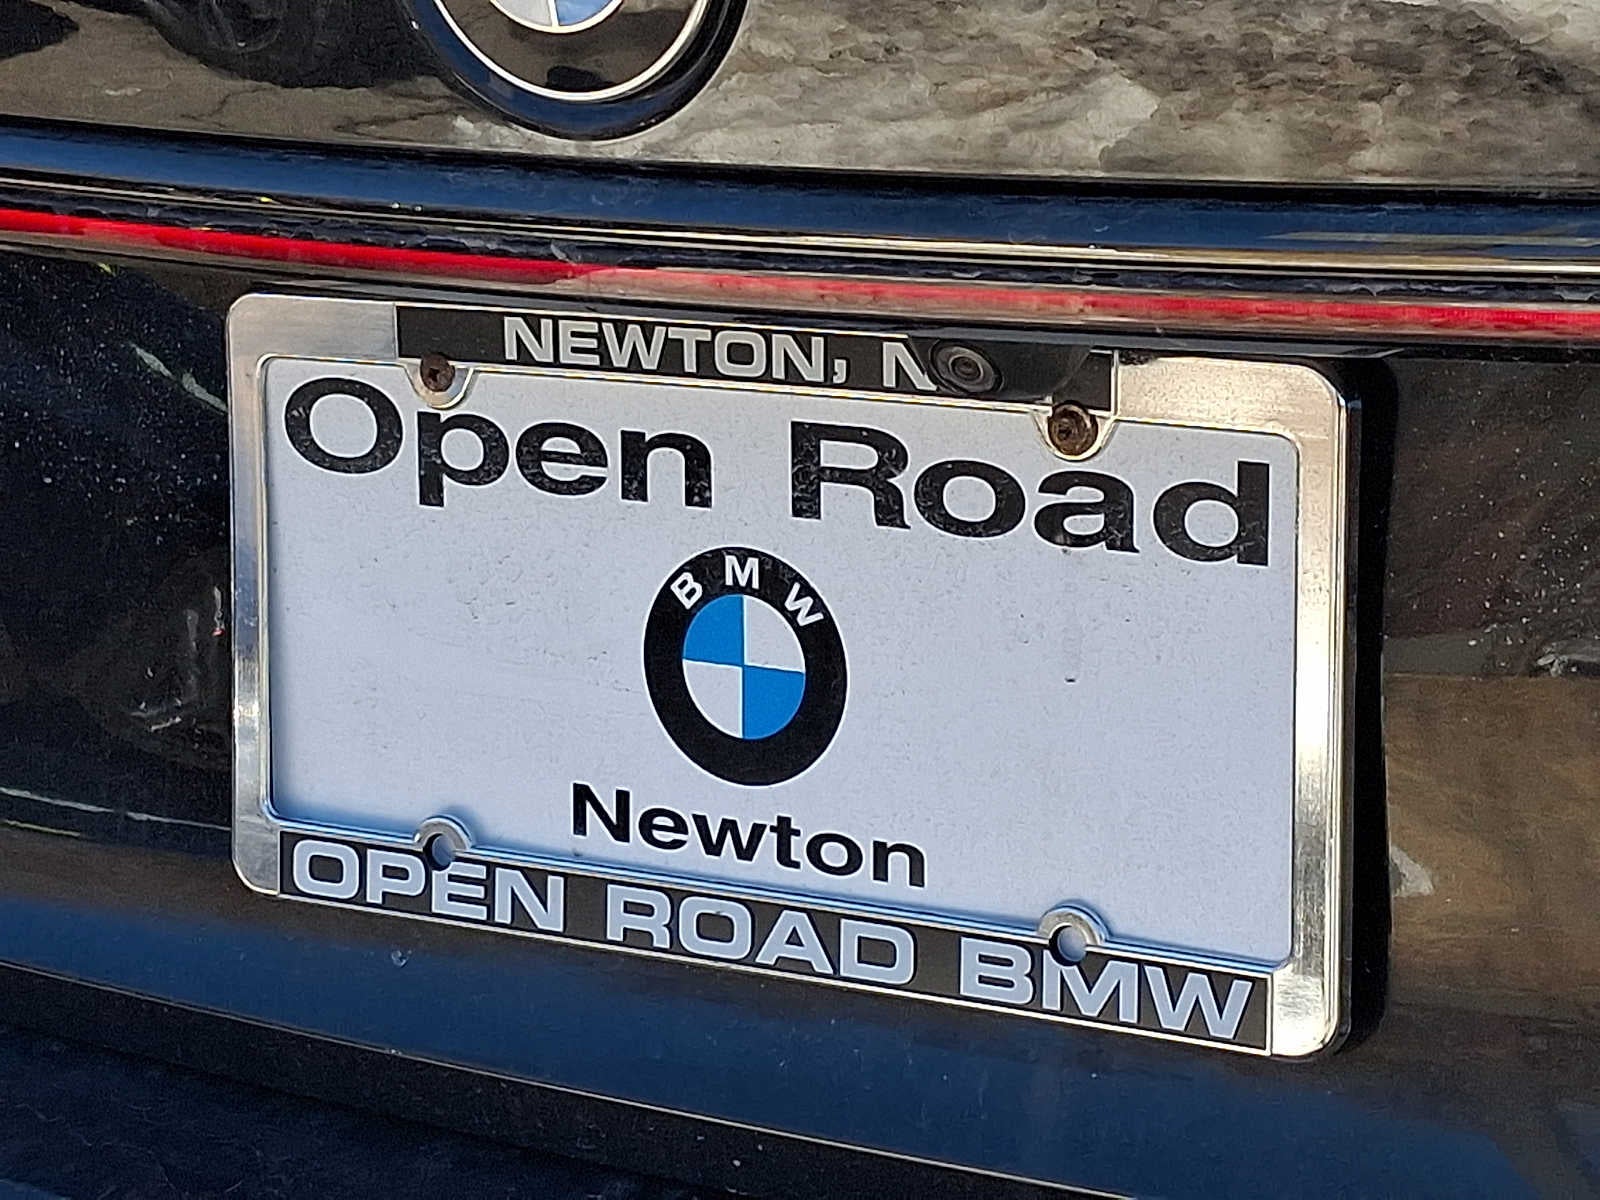 NEWTON, N
Open Road
BMW
Newton
OPEN ROAD BMW